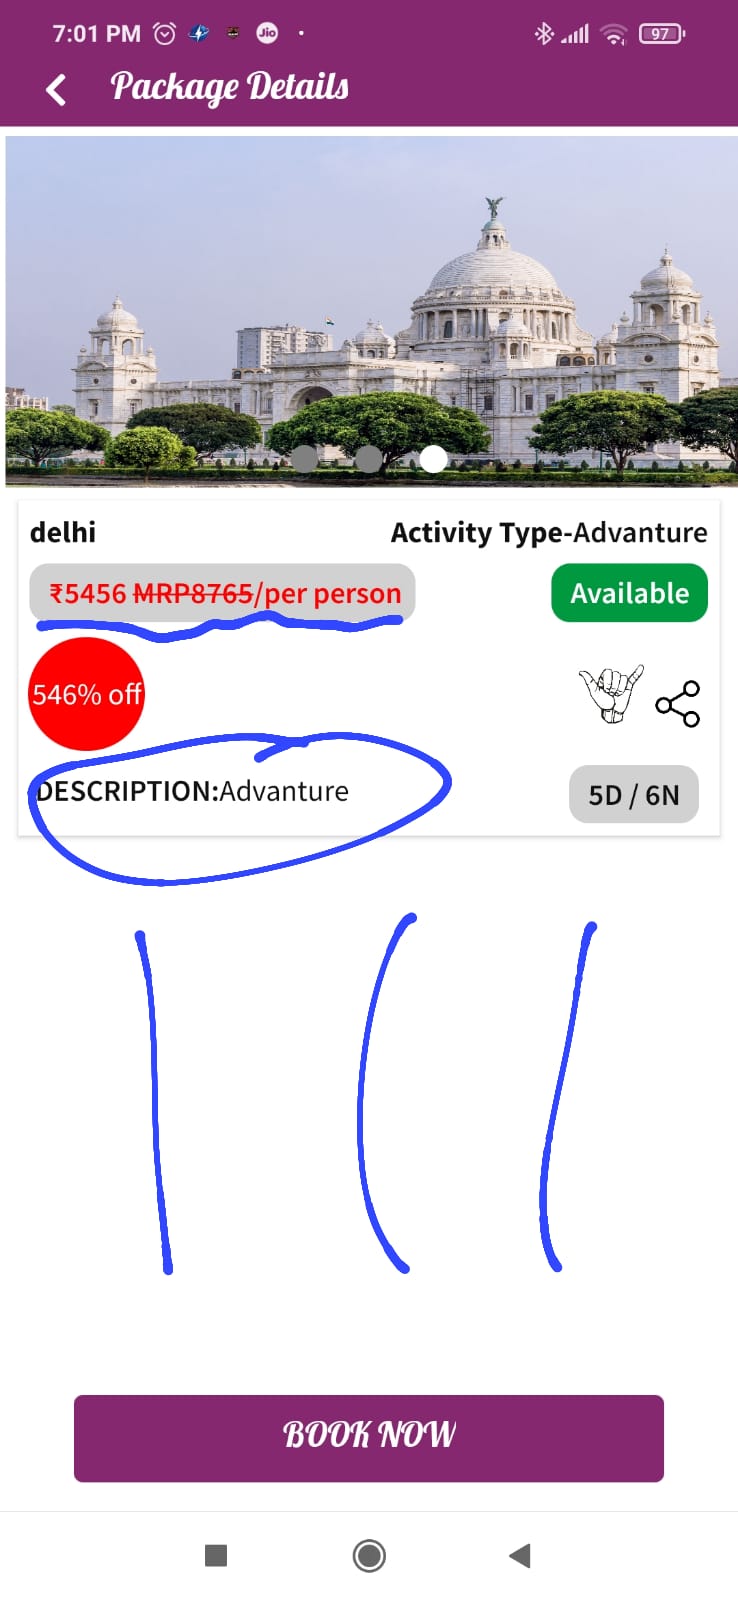 7:01 PM Jio 97
Package Details
delhi Activity Type-Advanture
₹5456 MRP8765/per person Available
546% off
DESCRIPTION:Advanture 5D / 6N
BOOK NOW